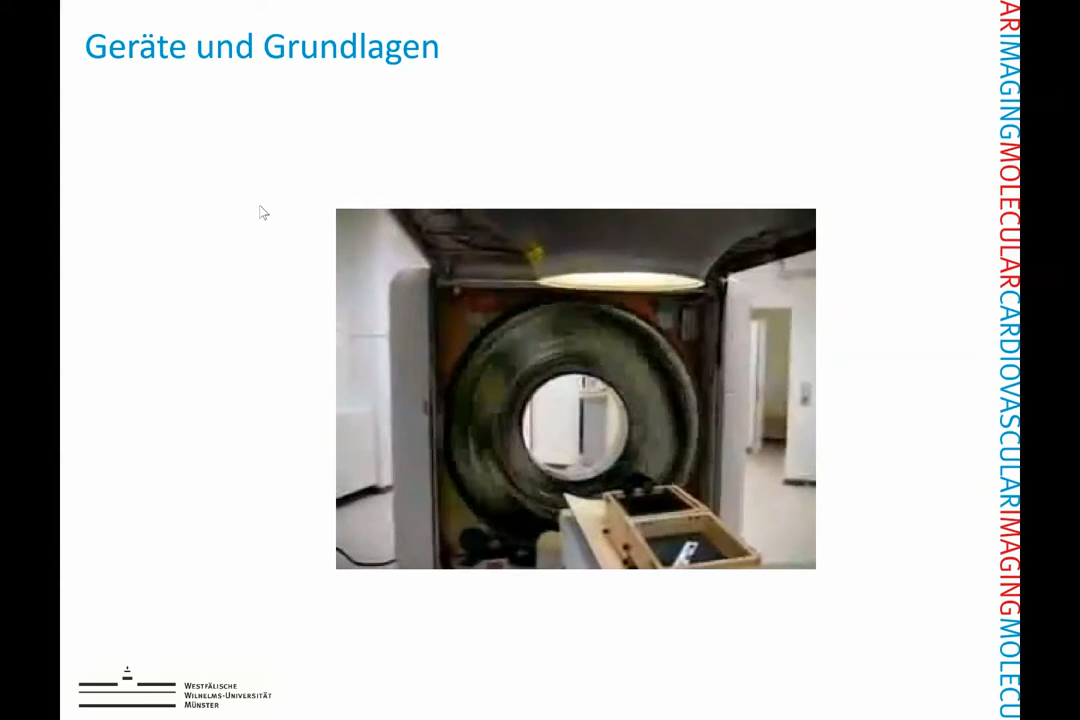 Geräte und Grundlagen
ARIMAGINGMOLECULARCARDIOVASCULARIMAGINGMOLECU
WESTFÄLISCHE
WILHELMS-UNIVERSITÄT
MÜNSTER